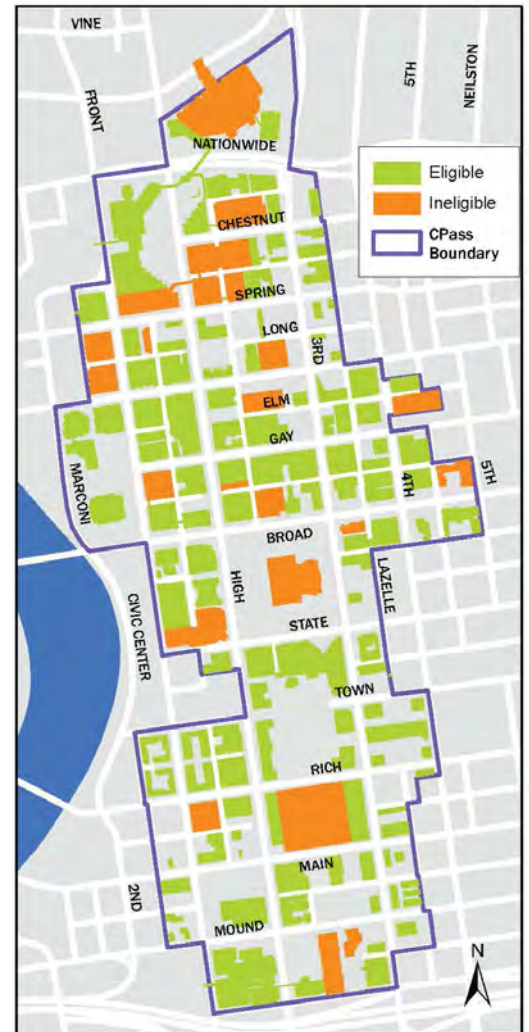 VINE
FRONT
5TH
NEILSTON
NATIONWIDE
Eligible
Ineligible
CPass
Boundary
CHESTNUT
SPRING
LONG
3RD
ELM
GAY
MARCONI
4TH
5TH
BROAD
HIGH
LAZELLE
CIVIC CENTER
STATE
TOWN
RICH
MAIN
2ND
MOUND
N